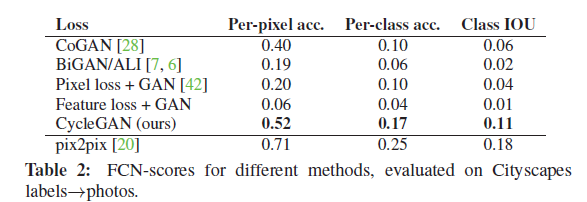 Loss Per-pixel acc. Per-class acc. Class IOU
CoGAN [28] 0.40 0.10 0.06
BiGAN/ALI [7, 6] 0.19 0.06 0.02
Pixel loss + GAN [42] 0.20 0.10 0.04
Feature loss + GAN 0.06 0.04 0.01
CycleGAN (ours) 0.52 0.17 0.11
pix2pix [20] 0.71 0.25 0.18
Table 2: FCN-scores for different methods, evaluated on Cityscapes
labels→photos.